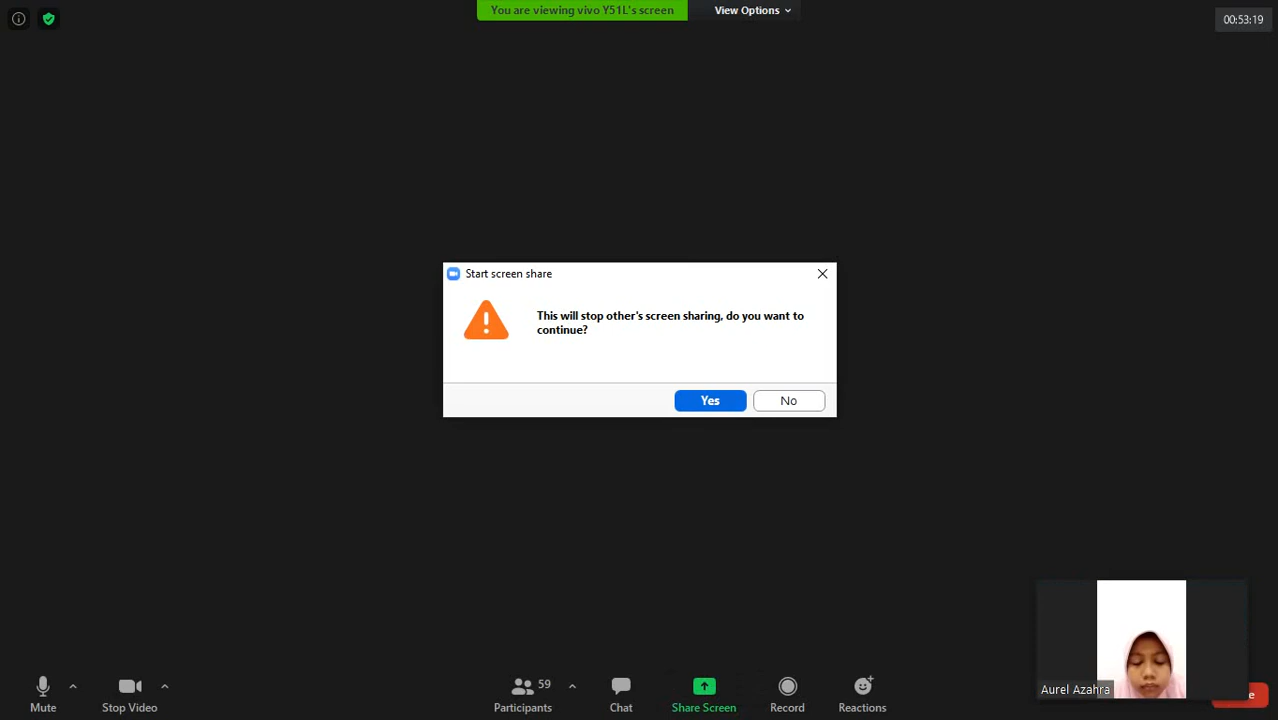 You are viewing vivo Y51L's screen
View Options
00:53:19
Start screen share
This will stop other's screen sharing, do you want to
continue?
Yes
No
Aurel Azahra
Mute
Stop Video
59
Participants
Chat
Share Screen
Record
Reactions